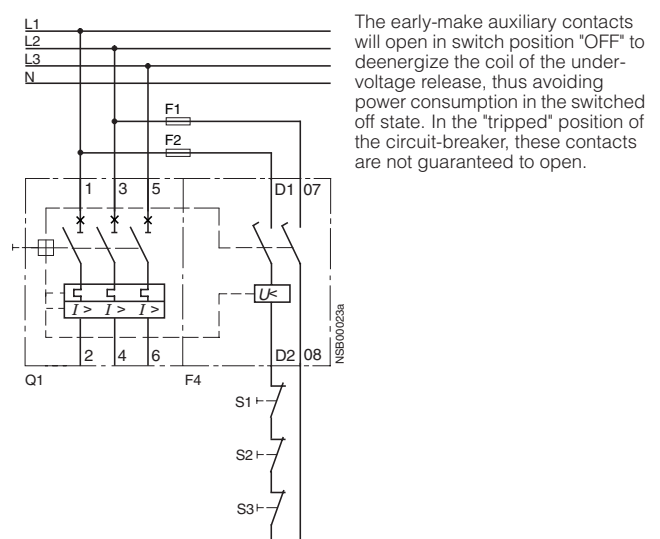 L1
L2
L3
N
F1
F2
1 3 5 D1 07
U<
I > I > I >
2 4 6 D2 08
Q1 F4
NSB00023a
S1
S2
S3
The early-make auxiliary contacts
will open in switch position "OFF" to
deenergize the coil of the under-
voltage release, thus avoiding
power consumption in the switched
off state. In the "tripped" position of
the circuit-breaker, these contacts
are not guaranteed to open.